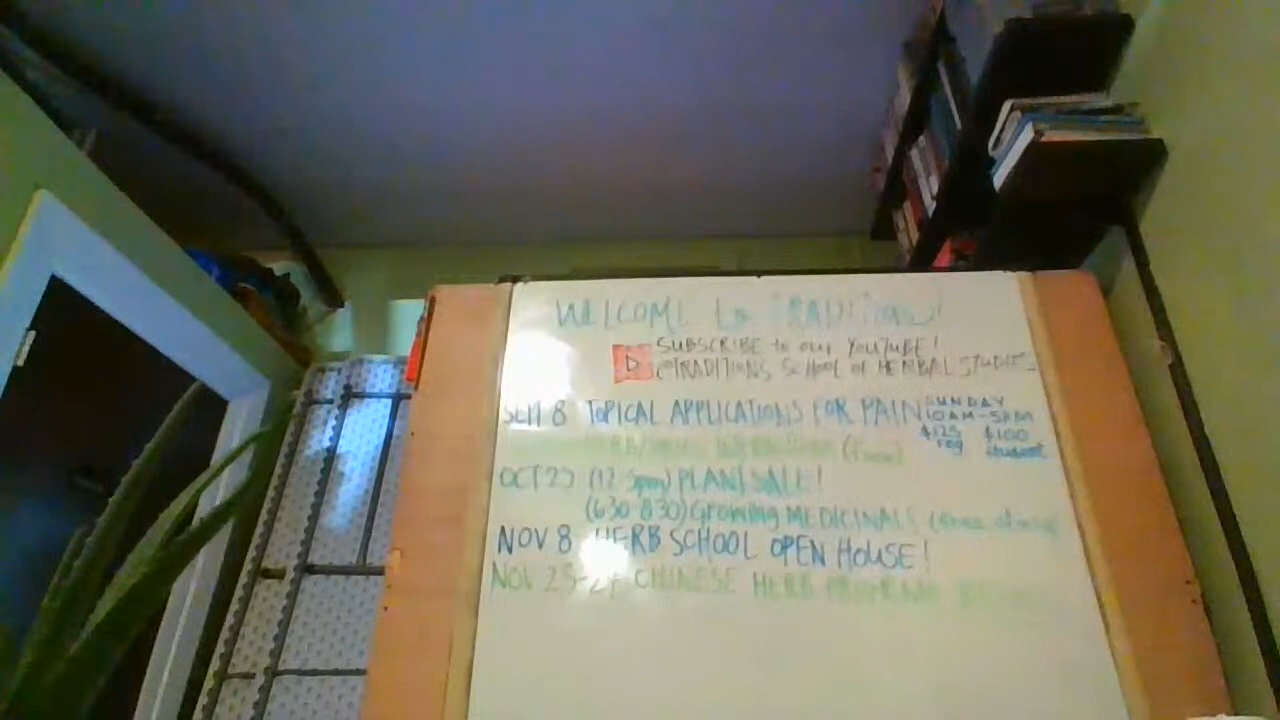 WELCOME to TRADITIONS!
SUBSCRIBE to our YOUTUBE!
@TRADITIONS SCHOOL OF HERBAL STUDIES
SEPT 8 TOPICAL APPLICATIONS FOR PAIN SUNDAY
10AM-5PM
$125 $100
reg student
(Free)
OCT 25 (12 5pm) PLANT SALE!
(630-830) Growing MEDICINALS
NOV 8 HERB SCHOOL OPEN HOUSE!
NOV CHINESE HERB